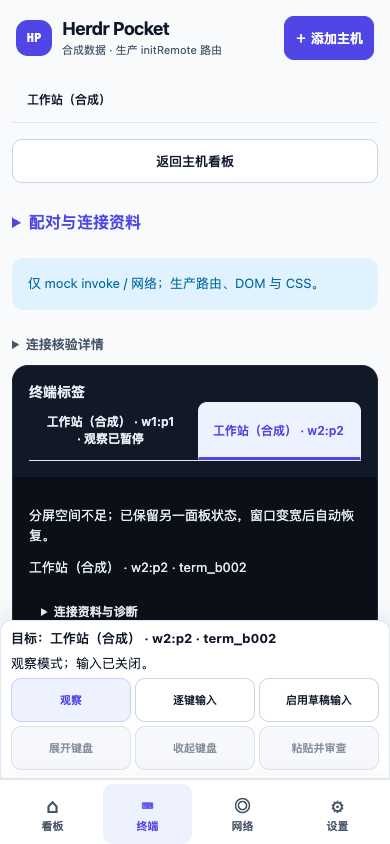 HP
Herdr Pocket
合成数据 · 生产 initRemote 路由
+ 添加主机
工作站（合成）
返回主机看板
▶ 配对与连接资料
仅 mock invoke / 网络；生产路由、DOM 与 CSS。
▶ 连接核验详情
终端标签
工作站（合成） · w1:p1
· 观察已暂停
工作站（合成） · w2:p2
分屏空间不足；已保留另一面板状态，窗口变宽后自动恢
复。
工作站（合成） · w2:p2 · term_b002
▶ 连接资料与诊断
目标：工作站（合成） · w2:p2 · term_b002
观察模式；输入已关闭。
观察
逐键输入
启用草稿输入
展开键盘
收起键盘
粘贴并审查
看板
终端
网络
设置